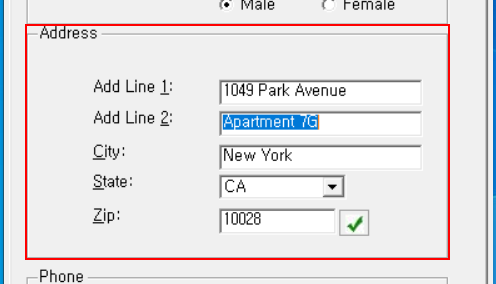 Male Female
Address
Add Line 1: 1049 Park Avenue
Add Line 2: Apartment 7G
City: New York
State: CA
Zip: 10028
Phone